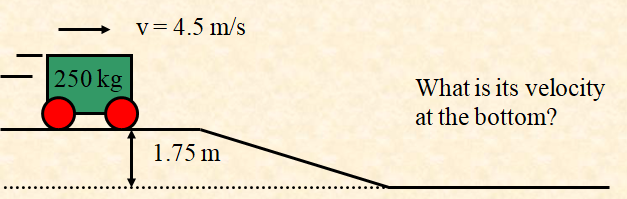 v = 4.5 m/s
250 kg
What is its velocity
at the bottom?
1.75 m